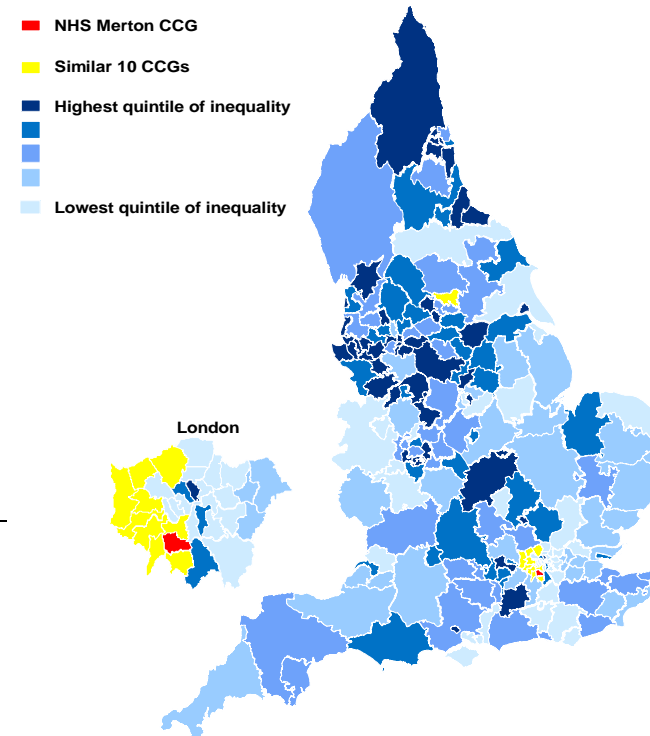 NHS Merton CCG
Similar 10 CCGs
Highest quintile of inequality
Lowest quintile of inequality
London